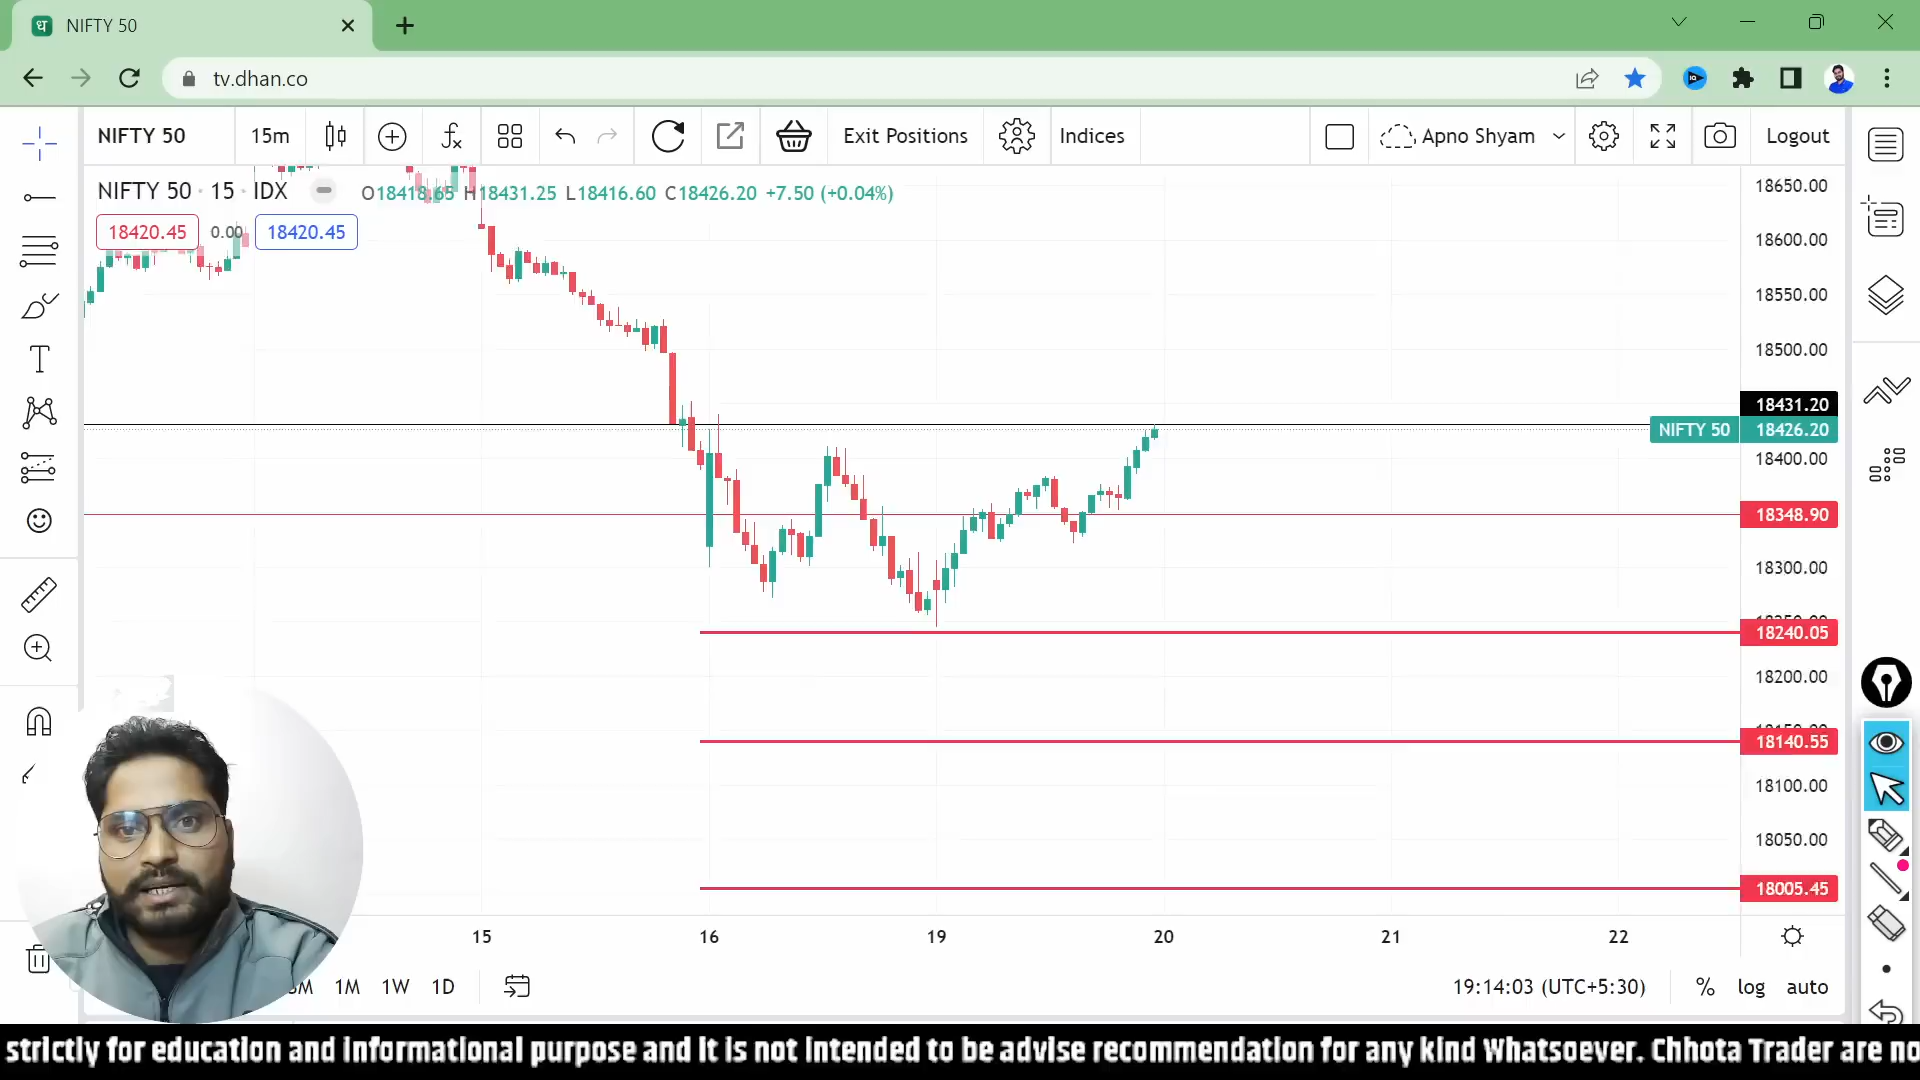 ध NIFTY 50
tv.dhan.co
NIFTY 50 15m Exit Positions Indices Apno Shyam Logout
NIFTY 50 · 15 · IDX O18418.65 H18431.25 L18416.60 C18426.20 +7.50 (+0.04%)
18420.45 0.00 18420.45
18650.00
18600.00
18550.00
18500.00
18431.20
NIFTY 50 18426.20
18400.00
18348.90
18300.00
18240.05
18200.00
18140.55
18100.00
18050.00
18005.45
15 16 19 20 21 22
1M 1W 1D 19:14:03 (UTC+5:30) % log auto
strictly for education and informational purpose and it is not intended to be advise recommendation for any kind Whatsoever. Chhota Trader are no